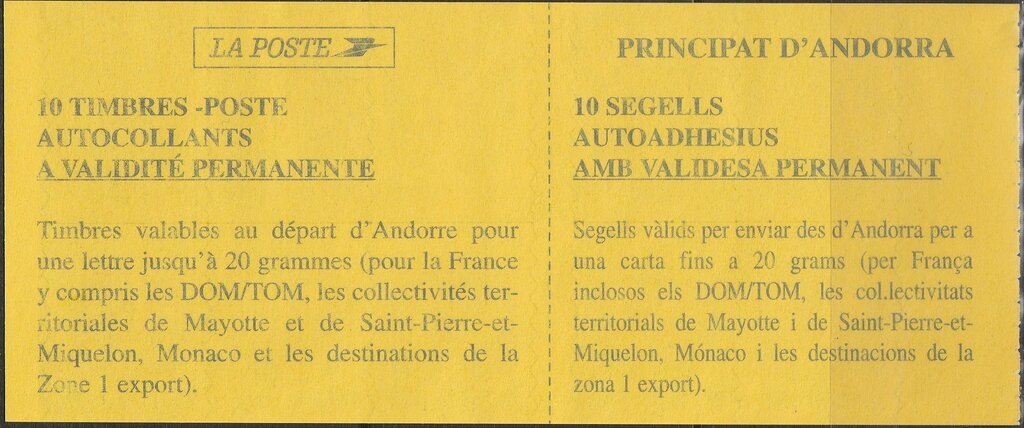 LA POSTE
10 TIMBRES -POSTE
AUTOCOLLANTS
A VALIDITÉ PERMANENTE
Timbres valables au départ d'Andorre pour
une lettre jusqu'à 20 grammes (pour la France
y compris les DOM/TOM, les collectivités ter-
ritoriales de Mayotte et de Saint-Pierre-et-
Miquelon, Monaco et les destinations de la
Zone 1 export).
PRINCIPAT D'ANDORRA
10 SEGELLS
AUTOADHESIUS
AMB VALIDESA PERMANENT
Segells vàlids per enviar des d'Andorra per a
una carta fins a 20 grams (per França
inclosos els DOM/TOM, les col.lectivitats
territorials de Mayotte i de Saint-Pierre-et-
Miquelon, Mónaco i les destinacions de la
zona 1 export).